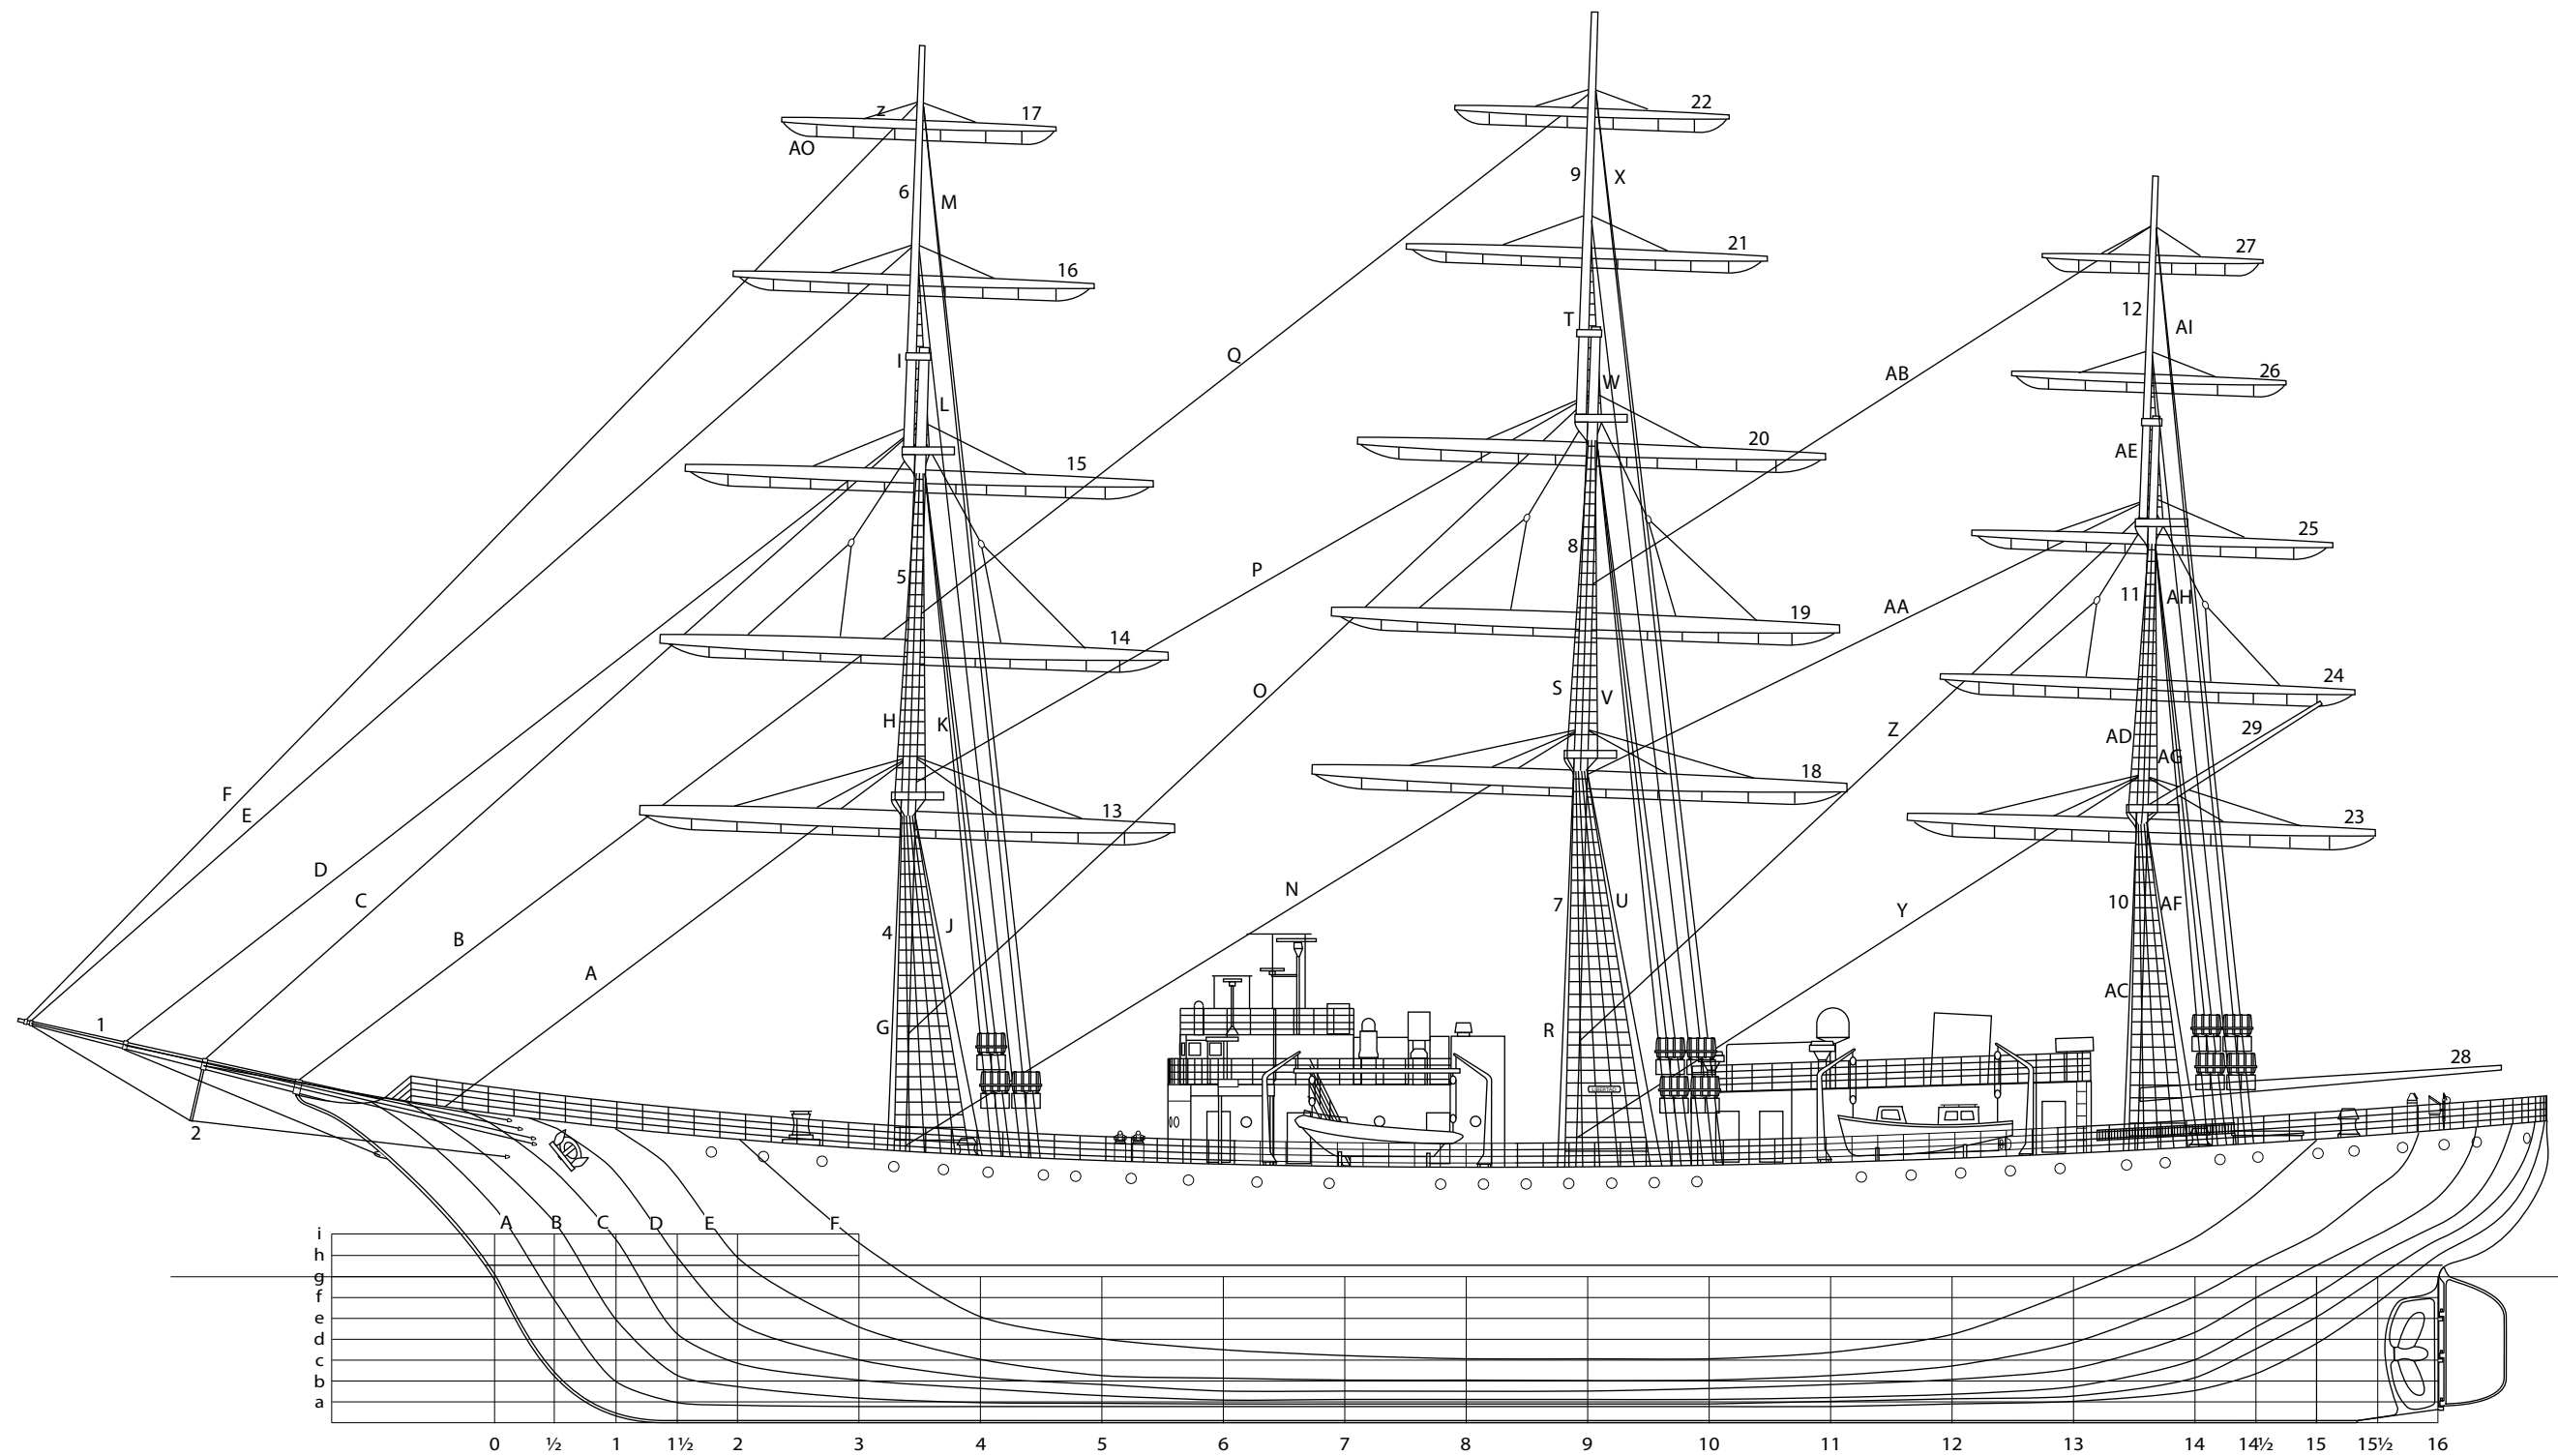 22
17
z
AO
9
X
6
M
27
21
16
12
T
AI
Q
I
AB
26
W
L
20
AE
15
25
8
P
5
11
AH
AA
19
14
24
O
S
V
H
K
Z
AD
29
AG
18
F
E
13
23
D
C
N
7
U
10
AF
Y
4
J
B
A
AC
G
R
1
28
LIBERTAD
2
A B C D E F
i
h
g
f
e
d
c
b
a
0 ½ 1 1½ 2 3 4 5 6 7 8 9 10 11 12 13 14 14½ 15 15½ 16